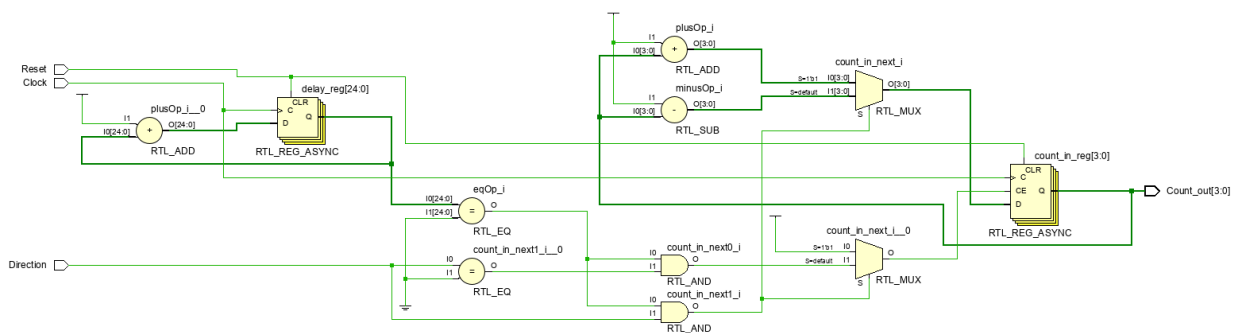 plusOp_i
I1
I0[3:0]
+
O[3:0]
RTL_ADD
count_in_next_i
S=1'b1
I0[3:0]
S=default
I1[3:0]
O[3:0]
S
RTL_MUX
minusOp_i
I1
I0[3:0]
-
O[3:0]
RTL_SUB
Reset
Clock
plusOp_i__0
I1
I0[24:0]
+
O[24:0]
RTL_ADD
delay_reg[24:0]
CLR
C
D
Q
RTL_REG_ASYNC
count_in_reg[3:0]
CLR
C
CE
D
Q
RTL_REG_ASYNC
Count_out[3:0]
eqOp_i
I0[24:0]
I1[24:0]
=
O
RTL_EQ
Direction
count_in_next1_i__0
I0
I1
=
O
RTL_EQ
count_in_next0_i
I0
I1
O
RTL_AND
count_in_next1_i
I0
I1
O
RTL_AND
count_in_next_i__0
S=1'b1
I0
S=default
I1
O
S
RTL_MUX